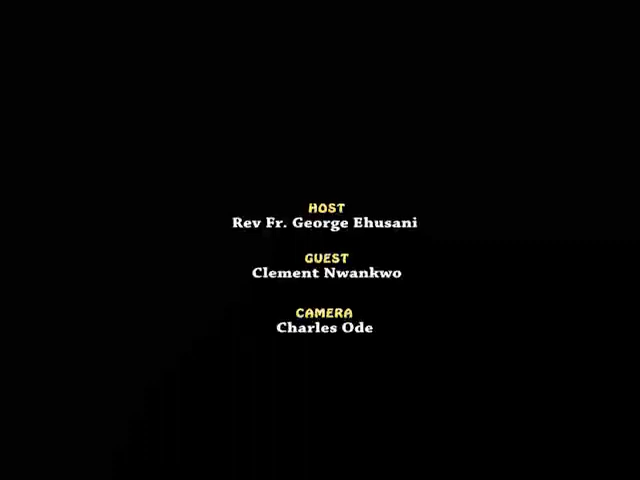 HOST
Rev Fr. George Ehusani
GUEST
Clement Nwankwo
CAMERA
Charles Ode